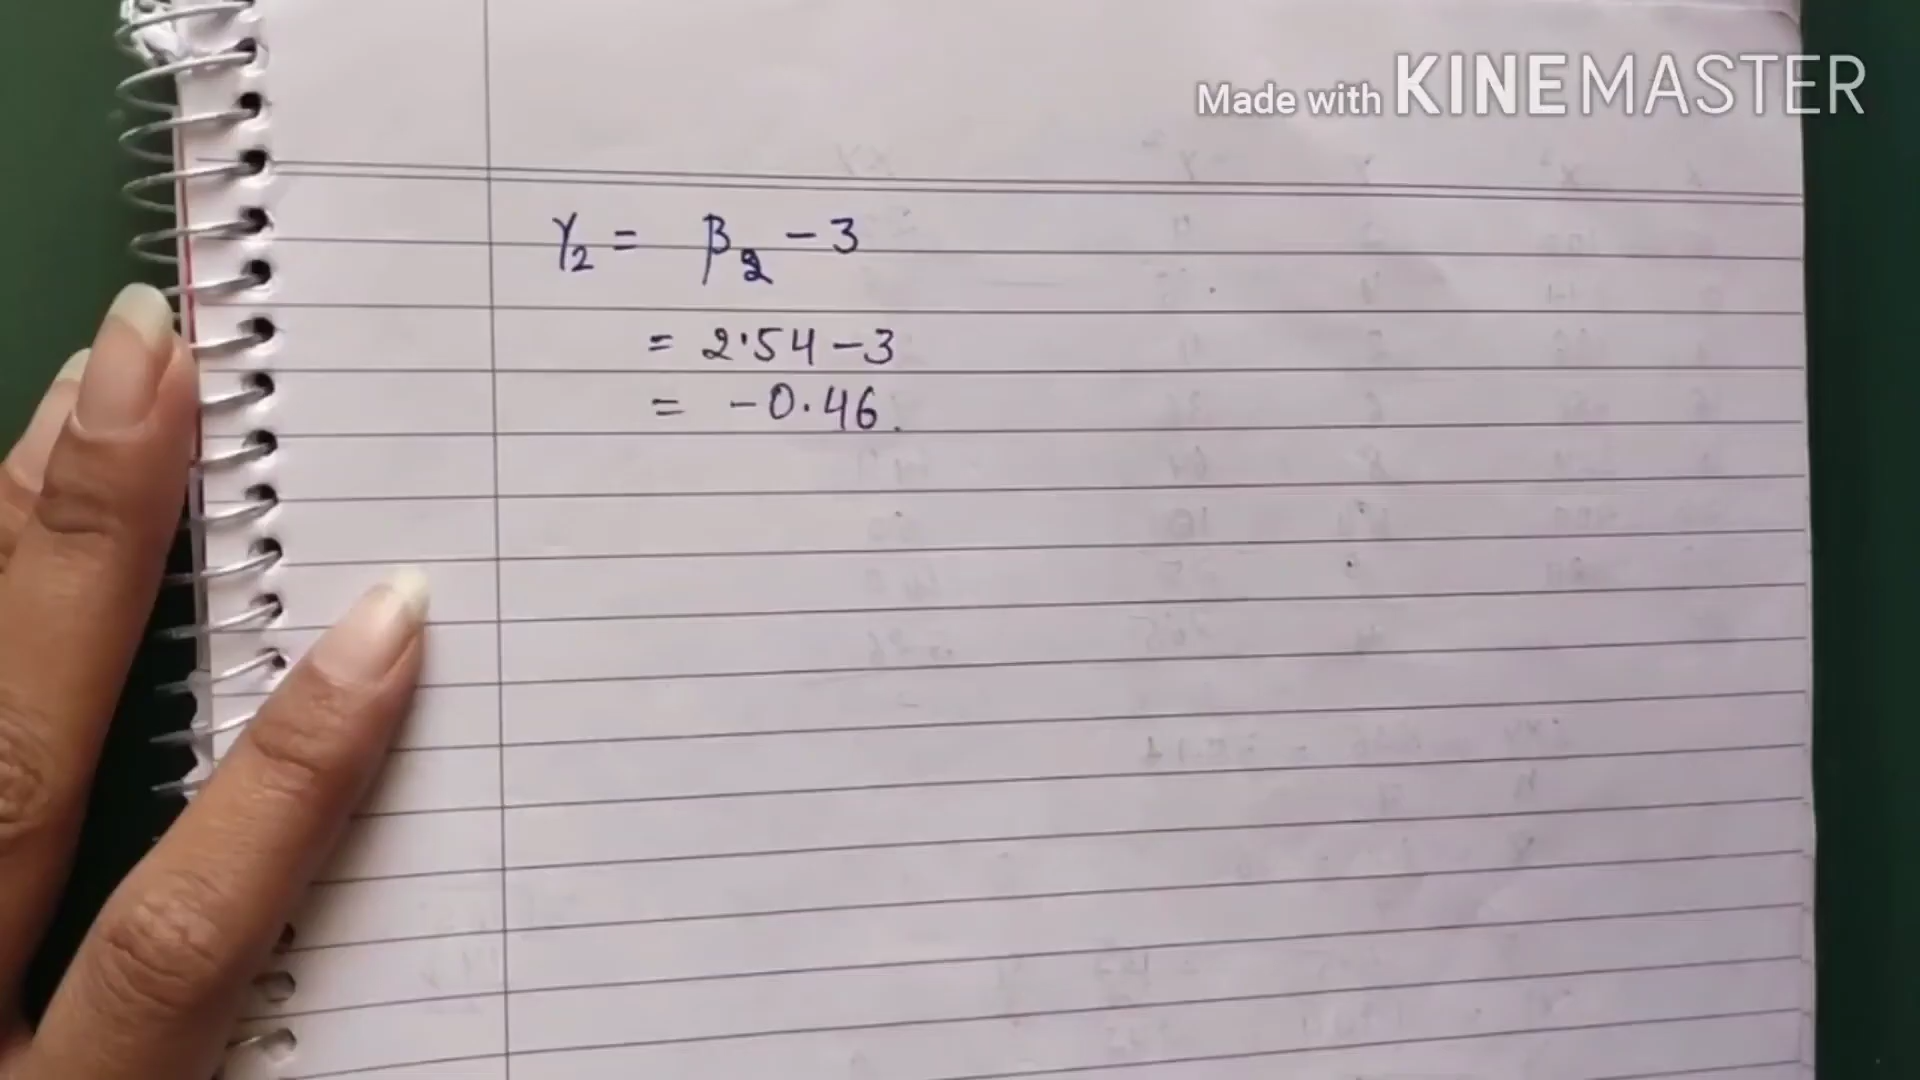 Made with KINEMASTER
γ₂ = β₂ - 3
= 2.54 - 3
= -0.46.